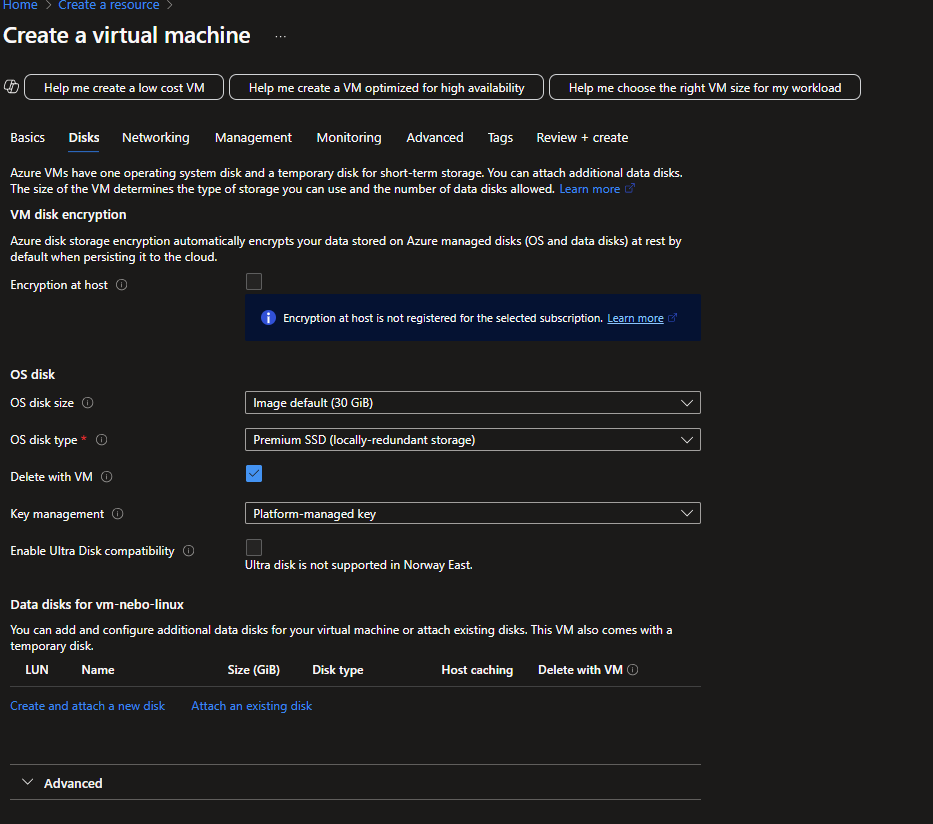 Home > Create a resource >
Create a virtual machine ...
Help me create a low cost VM Help me create a VM optimized for high availability Help me choose the right VM size for my workload
Basics Disks Networking Management Monitoring Advanced Tags Review + create
Azure VMs have one operating system disk and a temporary disk for short-term storage. You can attach additional data disks.
The size of the VM determines the type of storage you can use and the number of data disks allowed. Learn more
VM disk encryption
Azure disk storage encryption automatically encrypts your data stored on Azure managed disks (OS and data disks) at rest by
default when persisting it to the cloud.
Encryption at host
Encryption at host is not registered for the selected subscription. Learn more
OS disk
OS disk size Image default (30 GiB)
OS disk type * Premium SSD (locally-redundant storage)
Delete with VM
Key management Platform-managed key
Enable Ultra Disk compatibility
Ultra disk is not supported in Norway East.
Data disks for vm-nebo-linux
You can add and configure additional data disks for your virtual machine or attach existing disks. This VM also comes with a
temporary disk.
LUN Name Size (GiB) Disk type Host caching Delete with VM
Create and attach a new disk Attach an existing disk
Advanced